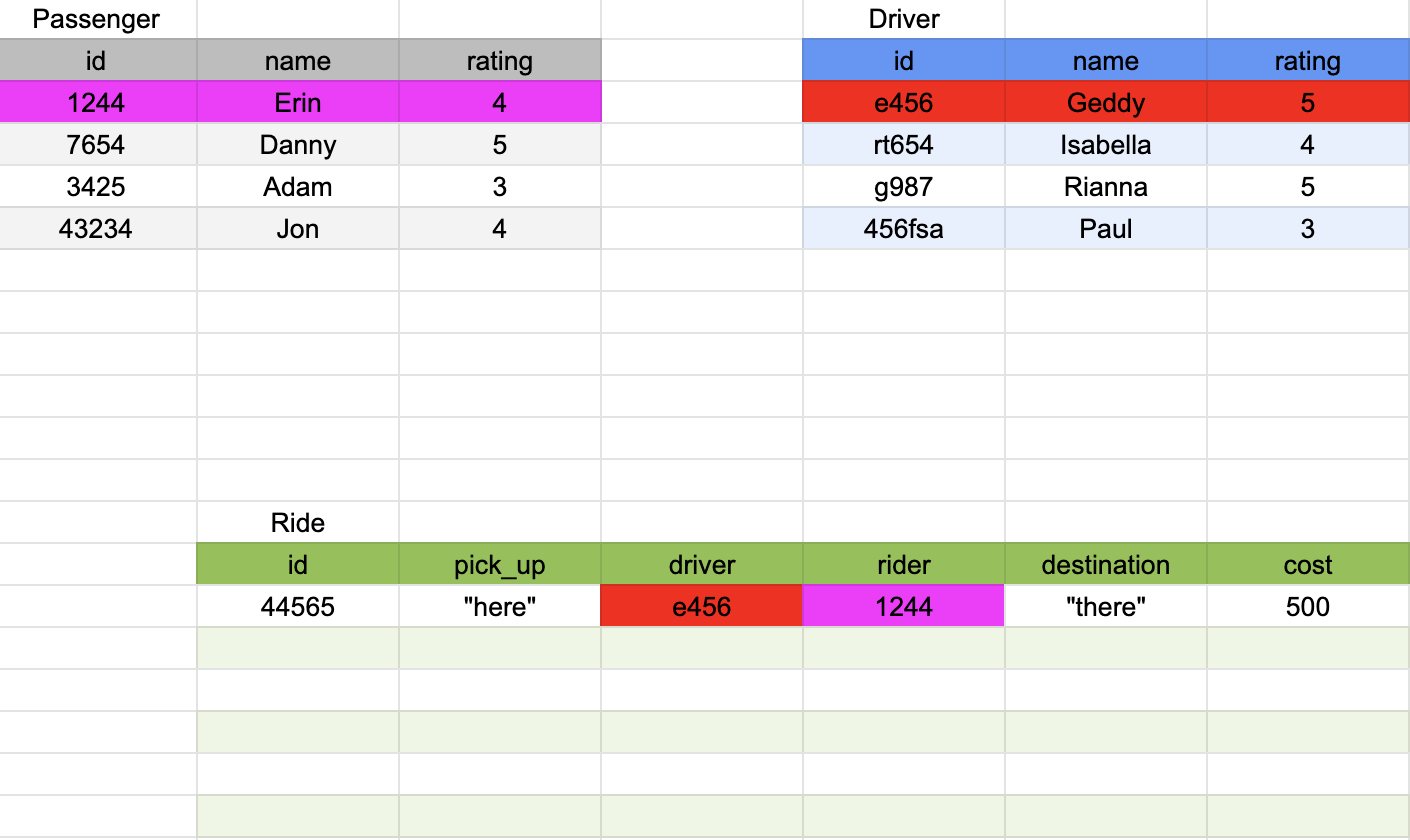 Passenger Driver
id name rating id name rating
1244 Erin 4 e456 Geddy 5
7654 Danny 5 rt654 Isabella 4
3425 Adam 3 g987 Rianna 5
43234 Jon 4 456fsa Paul 3
Ride
id pick_up driver rider destination cost
44565 "here" e456 1244 "there" 500